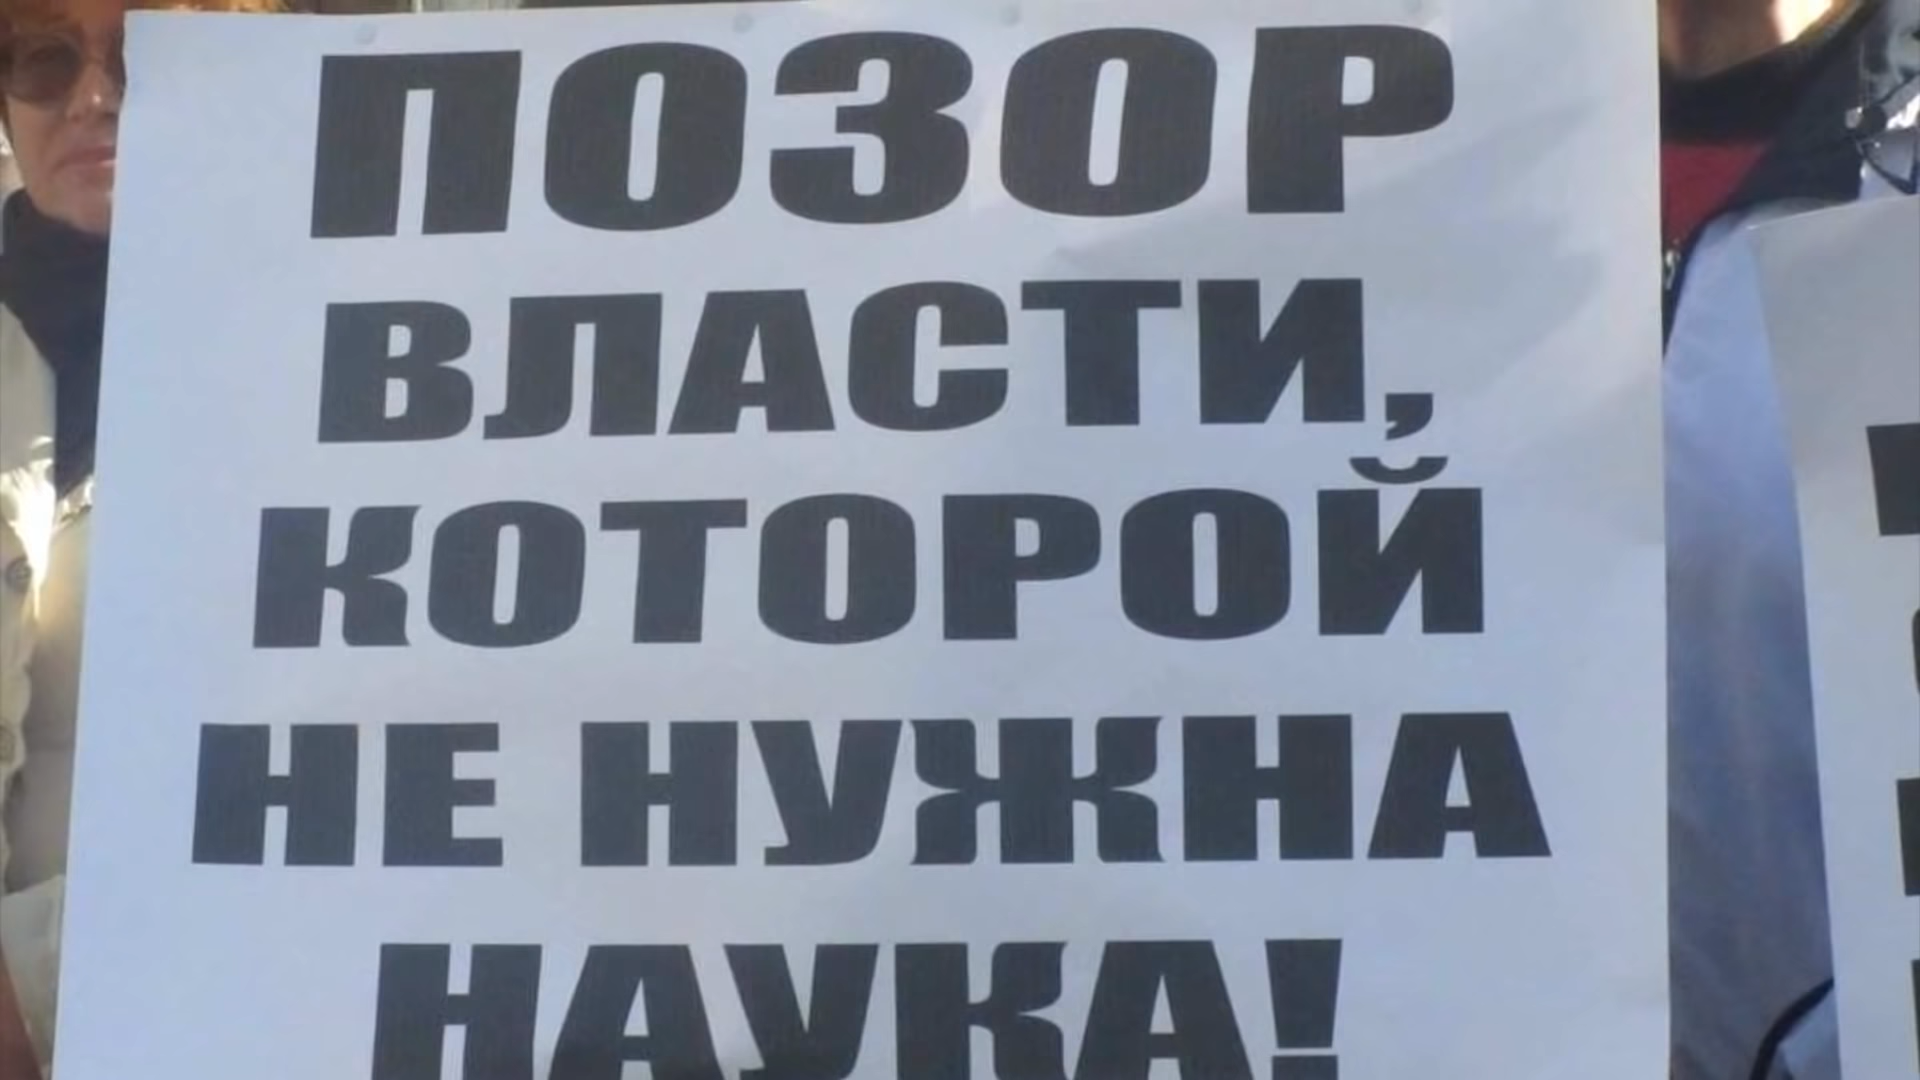 ПОЗОР
ВЛАСТИ,
КОТОРОЙ
НЕ НУЖНА
НАУКА!